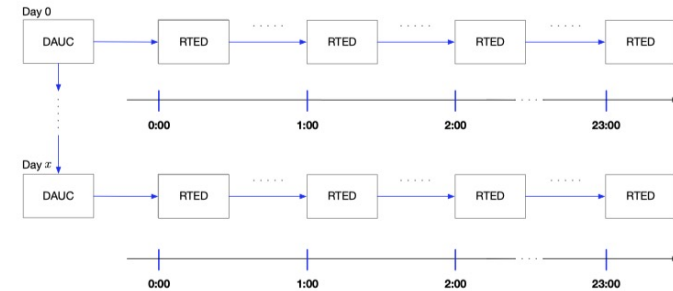 Day 0
DAUC RTED ..... RTED ..... RTED ..... RTED
0:00 1:00 2:00 .... 23:00
Day x
DAUC RTED ..... RTED ..... RTED ..... RTED
0:00 1:00 2:00 .... 23:00